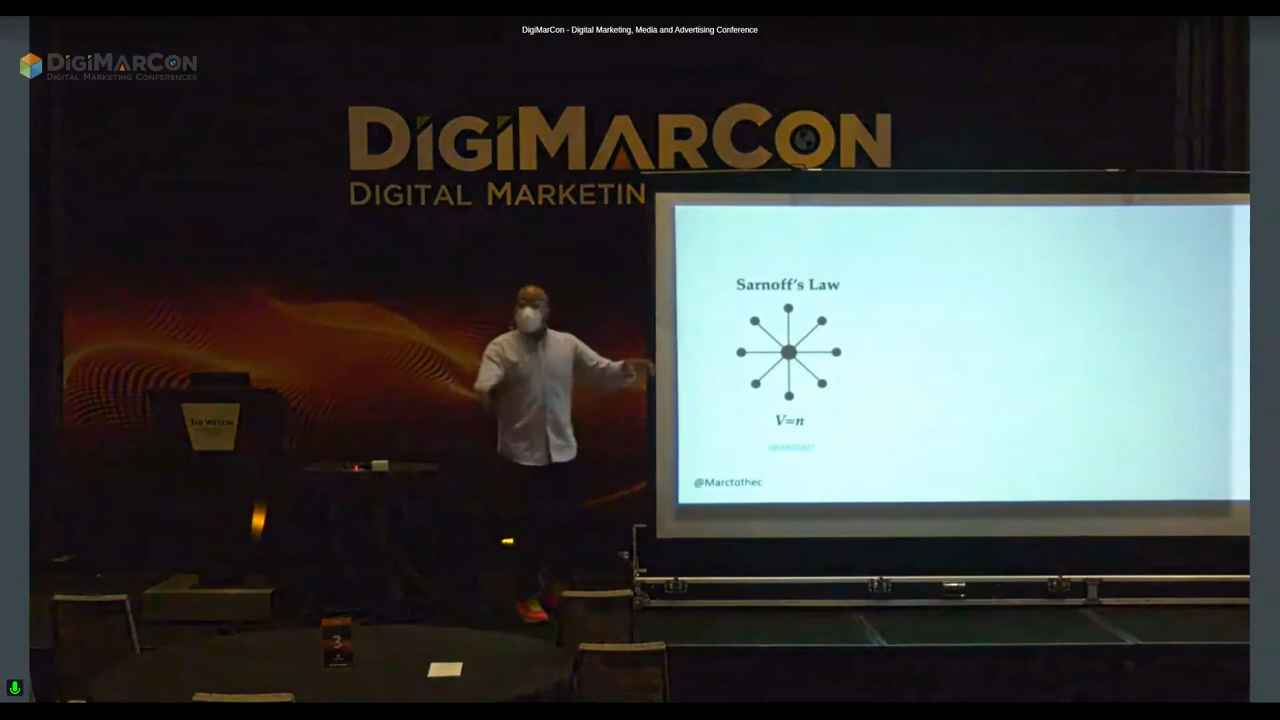 DigiMarCon - Digital Marketing, Media and Advertising Conference
DIGIMARCON
DIGITAL MARKETING CONFERENCES
DIGIMARCON
DIGITAL MARKETIN
Sarnoff's Law
V=n
@Marctothec
THE WESTIN
3